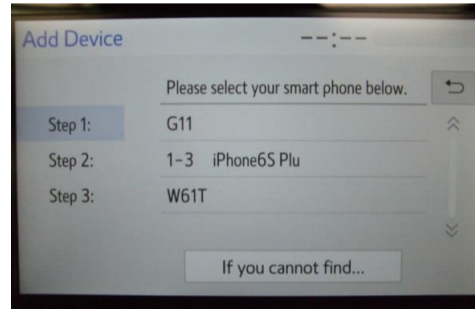 Add Device
--:--
Please select your smart phone below.
Step 1:
G11
Step 2:
1-3 iPhone6S Plu
Step 3:
W61T
If you cannot find...